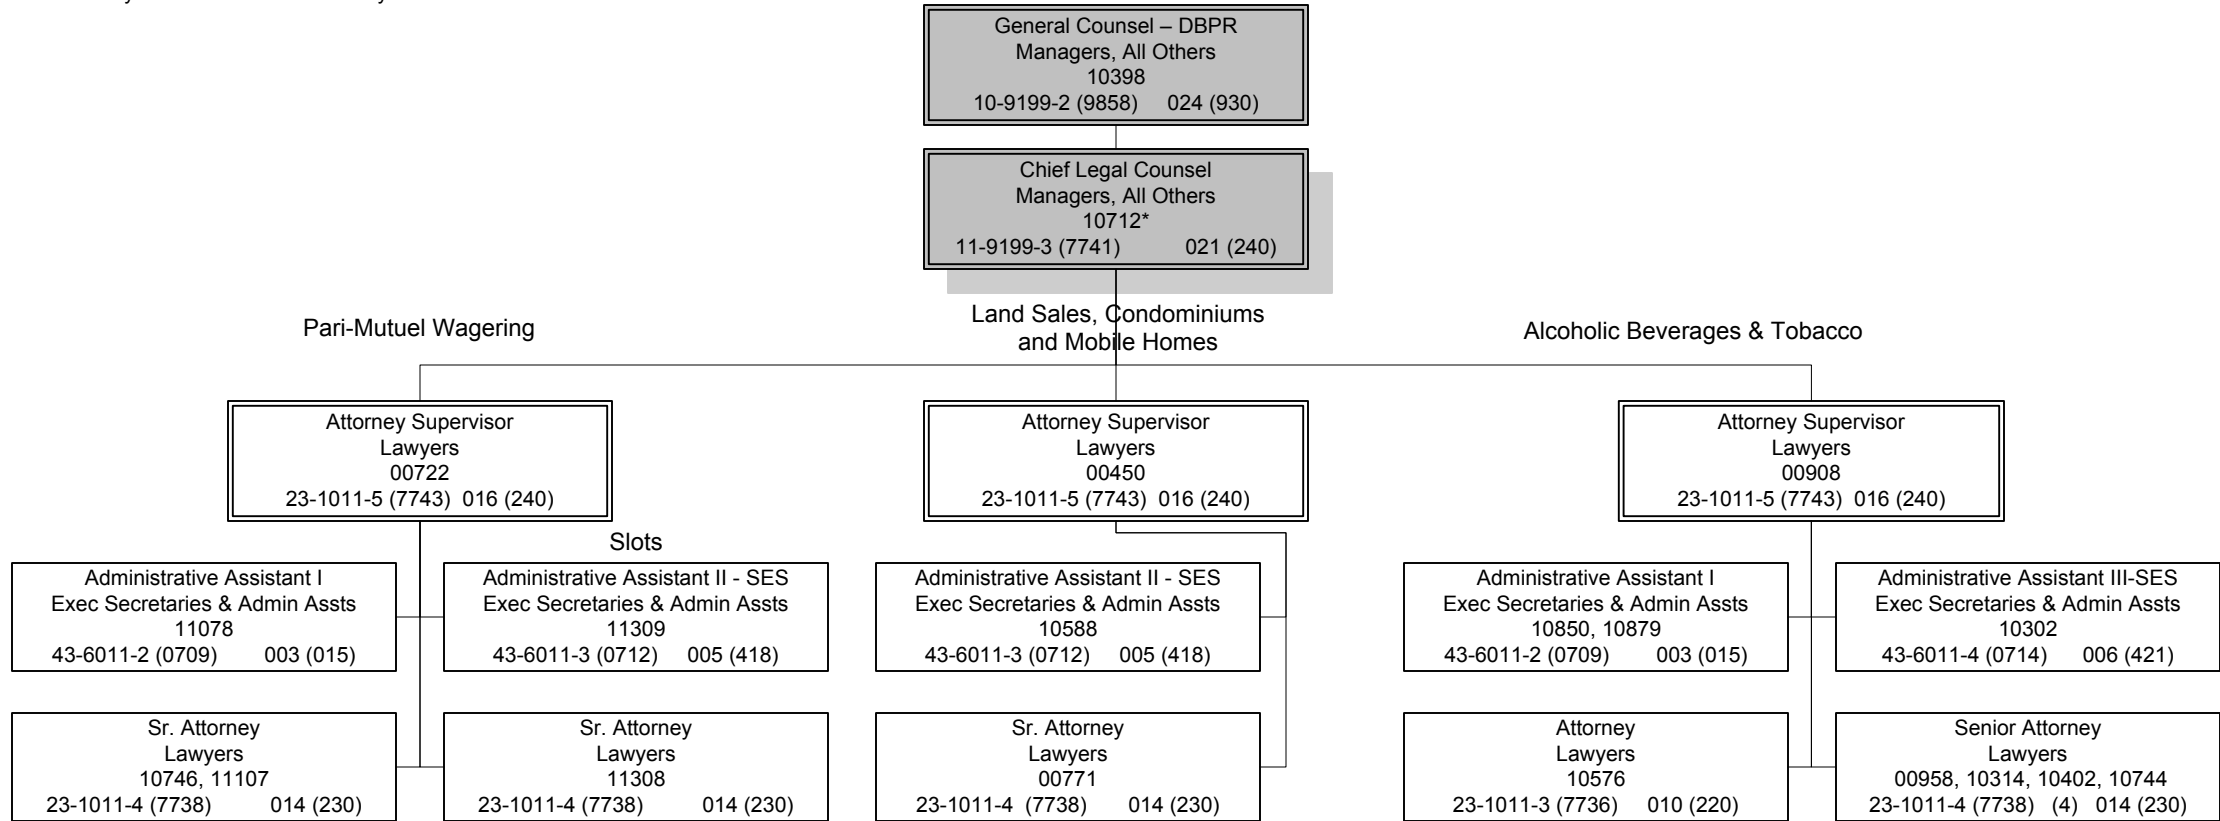 General Counsel – DBPR
Managers, All Others
10398
10-9199-2 (9858) 024 (930)
Chief Legal Counsel
Managers, All Others
10712*
11-9199-3 (7741) 021 (240)
Pari-Mutuel Wagering
Land Sales, Condominiums
and Mobile Homes
Alcoholic Beverages & Tobacco
Attorney Supervisor
Lawyers
00722
23-1011-5 (7743) 016 (240)
Attorney Supervisor
Lawyers
00450
23-1011-5 (7743) 016 (240)
Attorney Supervisor
Lawyers
00908
23-1011-5 (7743) 016 (240)
Slots
Administrative Assistant I
Exec Secretaries & Admin Assts
11078
43-6011-2 (0709) 003 (015)
Administrative Assistant II - SES
Exec Secretaries & Admin Assts
11309
43-6011-3 (0712) 005 (418)
Administrative Assistant II - SES
Exec Secretaries & Admin Assts
10588
43-6011-3 (0712) 005 (418)
Administrative Assistant I
Exec Secretaries & Admin Assts
10850, 10879
43-6011-2 (0709) 003 (015)
Administrative Assistant III-SES
Exec Secretaries & Admin Assts
10302
43-6011-4 (0714) 006 (421)
Sr. Attorney
Lawyers
10746, 11107
23-1011-4 (7738) 014 (230)
Sr. Attorney
Lawyers
11308
23-1011-4 (7738) 014 (230)
Sr. Attorney
Lawyers
00771
23-1011-4 (7738) 014 (230)
Attorney
Lawyers
10576
23-1011-3 (7736) 010 (220)
Senior Attorney
Lawyers
00958, 10314, 10402, 10744
23-1011-4 (7738) (4) 014 (230)